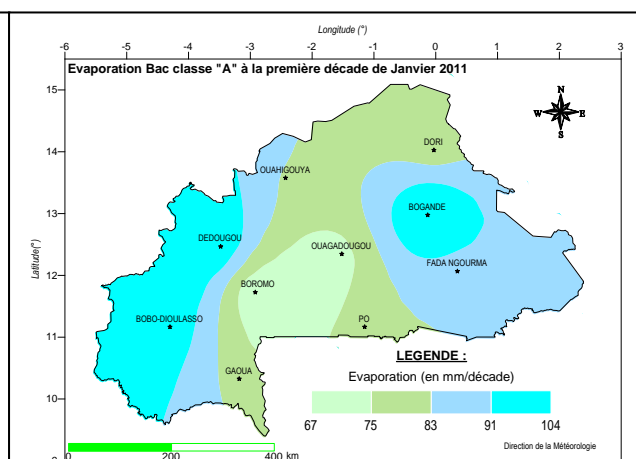 Longitude (°)
-6 -5 -4 -3 -2 -1 0 1 2 3
Evaporation Bac classe "A" à la première décade de Janvier 2011
15
N
W E
S
14
DORI
OUAHIGOUYA
13
BOGANDE
DEDOUGOU
OUAGADOUGOU
Latitude(°)
12
FADA NGOURMA
BOROMO
BOBO-DIOULASSO
PO
11
LEGENDE :
GAOUA
Evaporation (en mm/décade)
10
67 75 83 91 104
Direction de la Météorologie
0 200 400 km